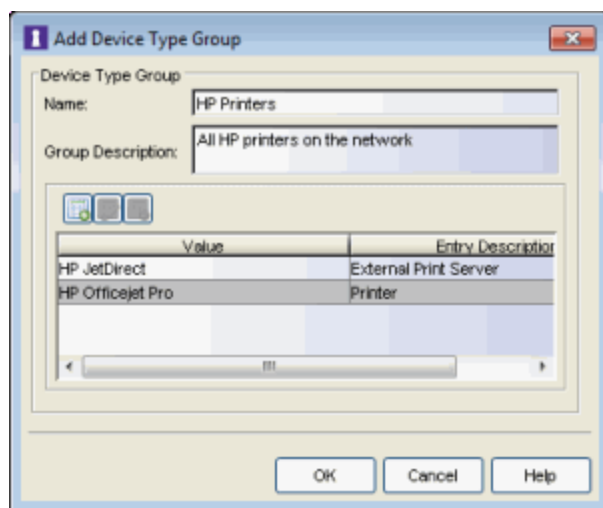 Add Device Type Group
Device Type Group
Name: HP Printers
Group Description: All HP printers on the network
Value Entry Description
HP JetDirect External Print Server
HP Officejet Pro Printer
OK Cancel Help